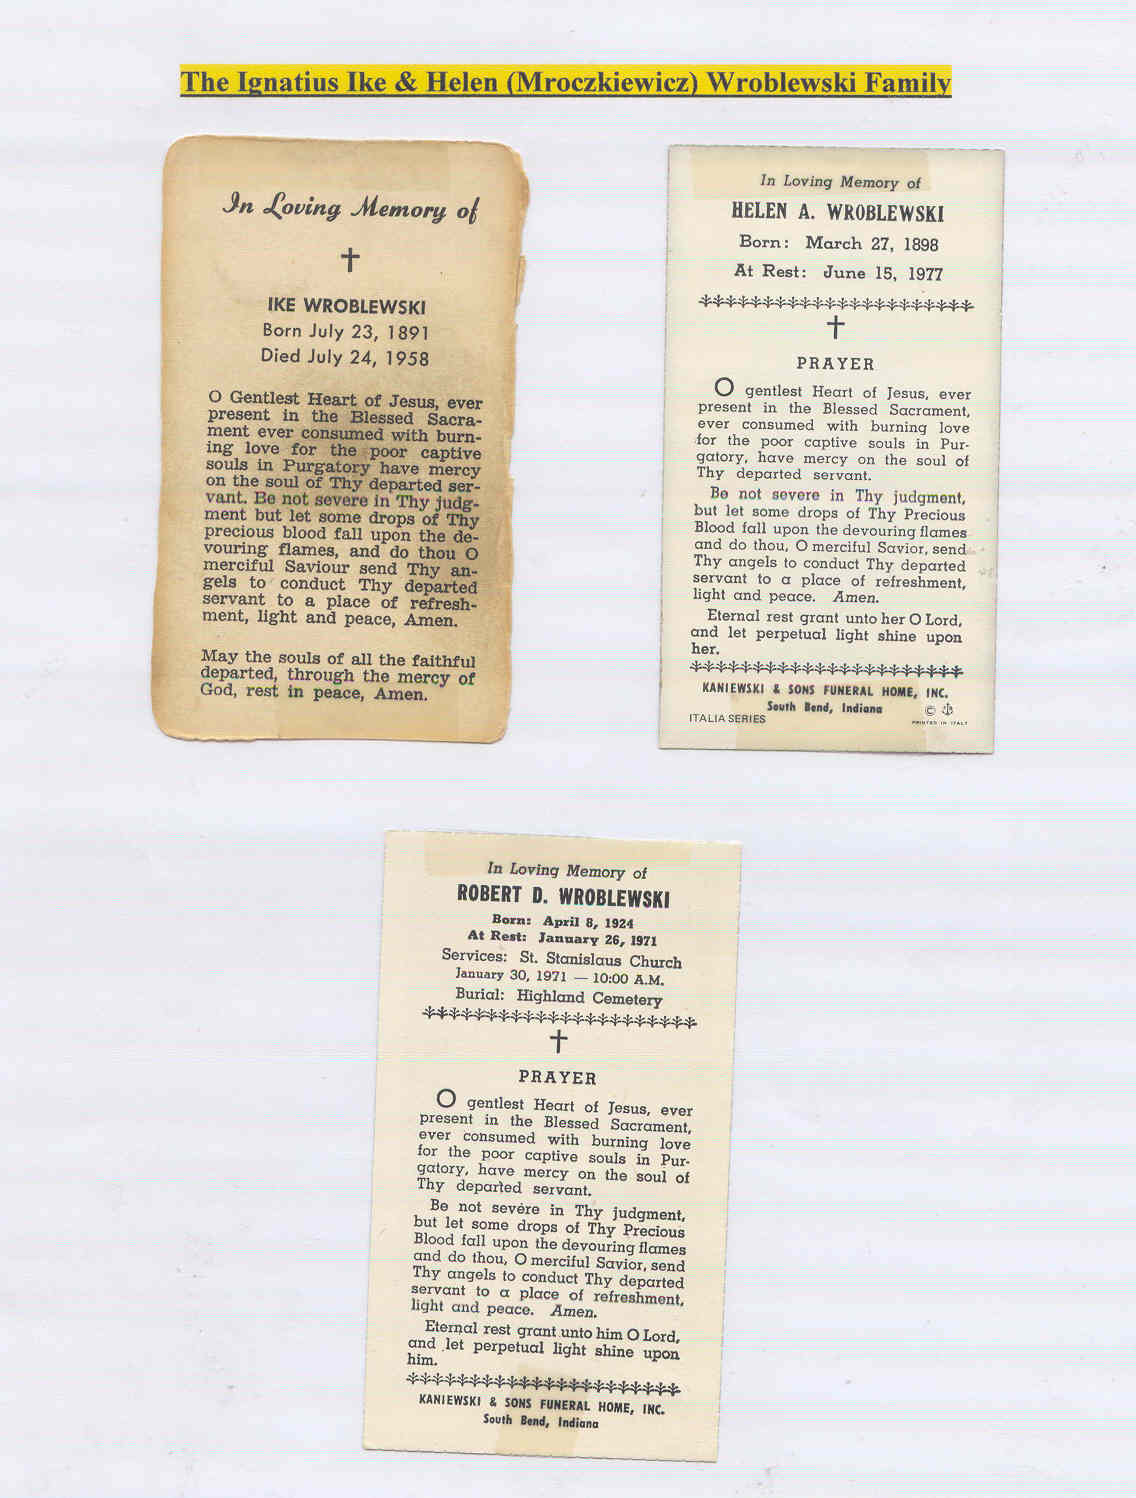 The Ignatius Ike & Helen (Mroczkiewicz) Wroblewski Family
In Loving Memory of
IKE WROBLEWSKI
Born July 23, 1891
Died July 24, 1958
O Gentlest Heart of Jesus, ever
present in the Blessed Sacra-
ment ever consumed with burn-
ing love for the poor captive
souls in Purgatory have mercy
on the soul of Thy departed ser-
vant. Be not severe in Thy judg-
ment but let some drops of Thy
precious blood fall upon the de-
vouring flames, and do thou O
merciful Saviour send Thy an-
gels to conduct Thy departed
servant to a place of refresh-
ment, light and peace, Amen.
May the souls of all the faithful
departed, through the mercy of
God, rest in peace, Amen.
In Loving Memory of
HELEN A. WROBLEWSKI
Born: March 27, 1898
At Rest: June 15, 1977
PRAYER
O gentlest Heart of Jesus, ever
present in the Blessed Sacrament,
ever consumed with burning love
for the poor captive souls in Pur-
gatory, have mercy on the soul of
Thy departed servant.
Be not severe in Thy judgment,
but let some drops of Thy Precious
Blood fall upon the devouring flames
and do thou, O merciful Savior, send
Thy angels to conduct Thy departed
servant to a place of refreshment,
light and peace. Amen.
Eternal rest grant unto her O Lord,
and let perpetual light shine upon
her.
KANIEWSKI & SONS FUNERAL HOME, INC.
South Bend, Indiana
ITALIA SERIES
©
PRINTED IN ITALY
In Loving Memory of
ROBERT D. WROBLEWSKI
Born: April 8, 1924
At Rest: January 26, 1971
Services: St. Stanislaus Church
January 30, 1971 — 10:00 A.M.
Burial: Highland Cemetery
PRAYER
O gentlest Heart of Jesus, ever
present in the Blessed Sacrament,
ever consumed with burning love
for the poor captive souls in Pur-
gatory, have mercy on the soul of
Thy departed servant.
Be not severe in Thy judgment,
but let some drops of Thy Precious
Blood fall upon the devouring flames
and do thou, O merciful Savior, send
Thy angels to conduct Thy departed
servant to a place of refreshment,
light and peace. Amen.
Eternal rest grant unto him O Lord,
and let perpetual light shine upon
him.
KANIEWSKI & SONS FUNERAL HOME, INC.
South Bend, Indiana